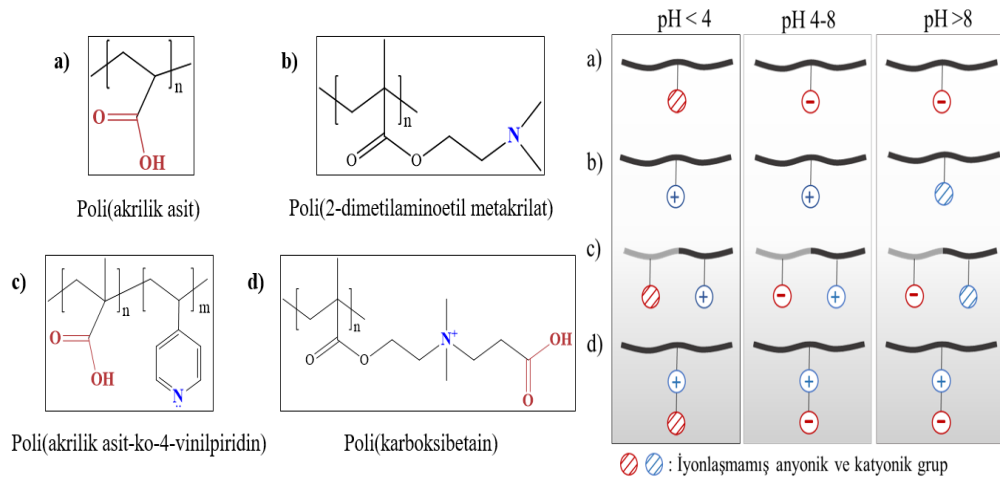 a)
n
O
OH
Poli(akrilik asit)
b)
n
O
O
N
Poli(2-dimetilaminoetil metakrilat)
c)
n
m
O
OH
N
Poli(akrilik asit-ko-4-vinilpiridin)
d)
n
O
O
N+
OH
O
Poli(karboksibetain)
pH < 4 pH 4-8 pH >8
a)
- -
b)
+ +
c)
+ - + -
d)
+ + +
- -
: İyonlaşmamış anyonik ve katyonik grup